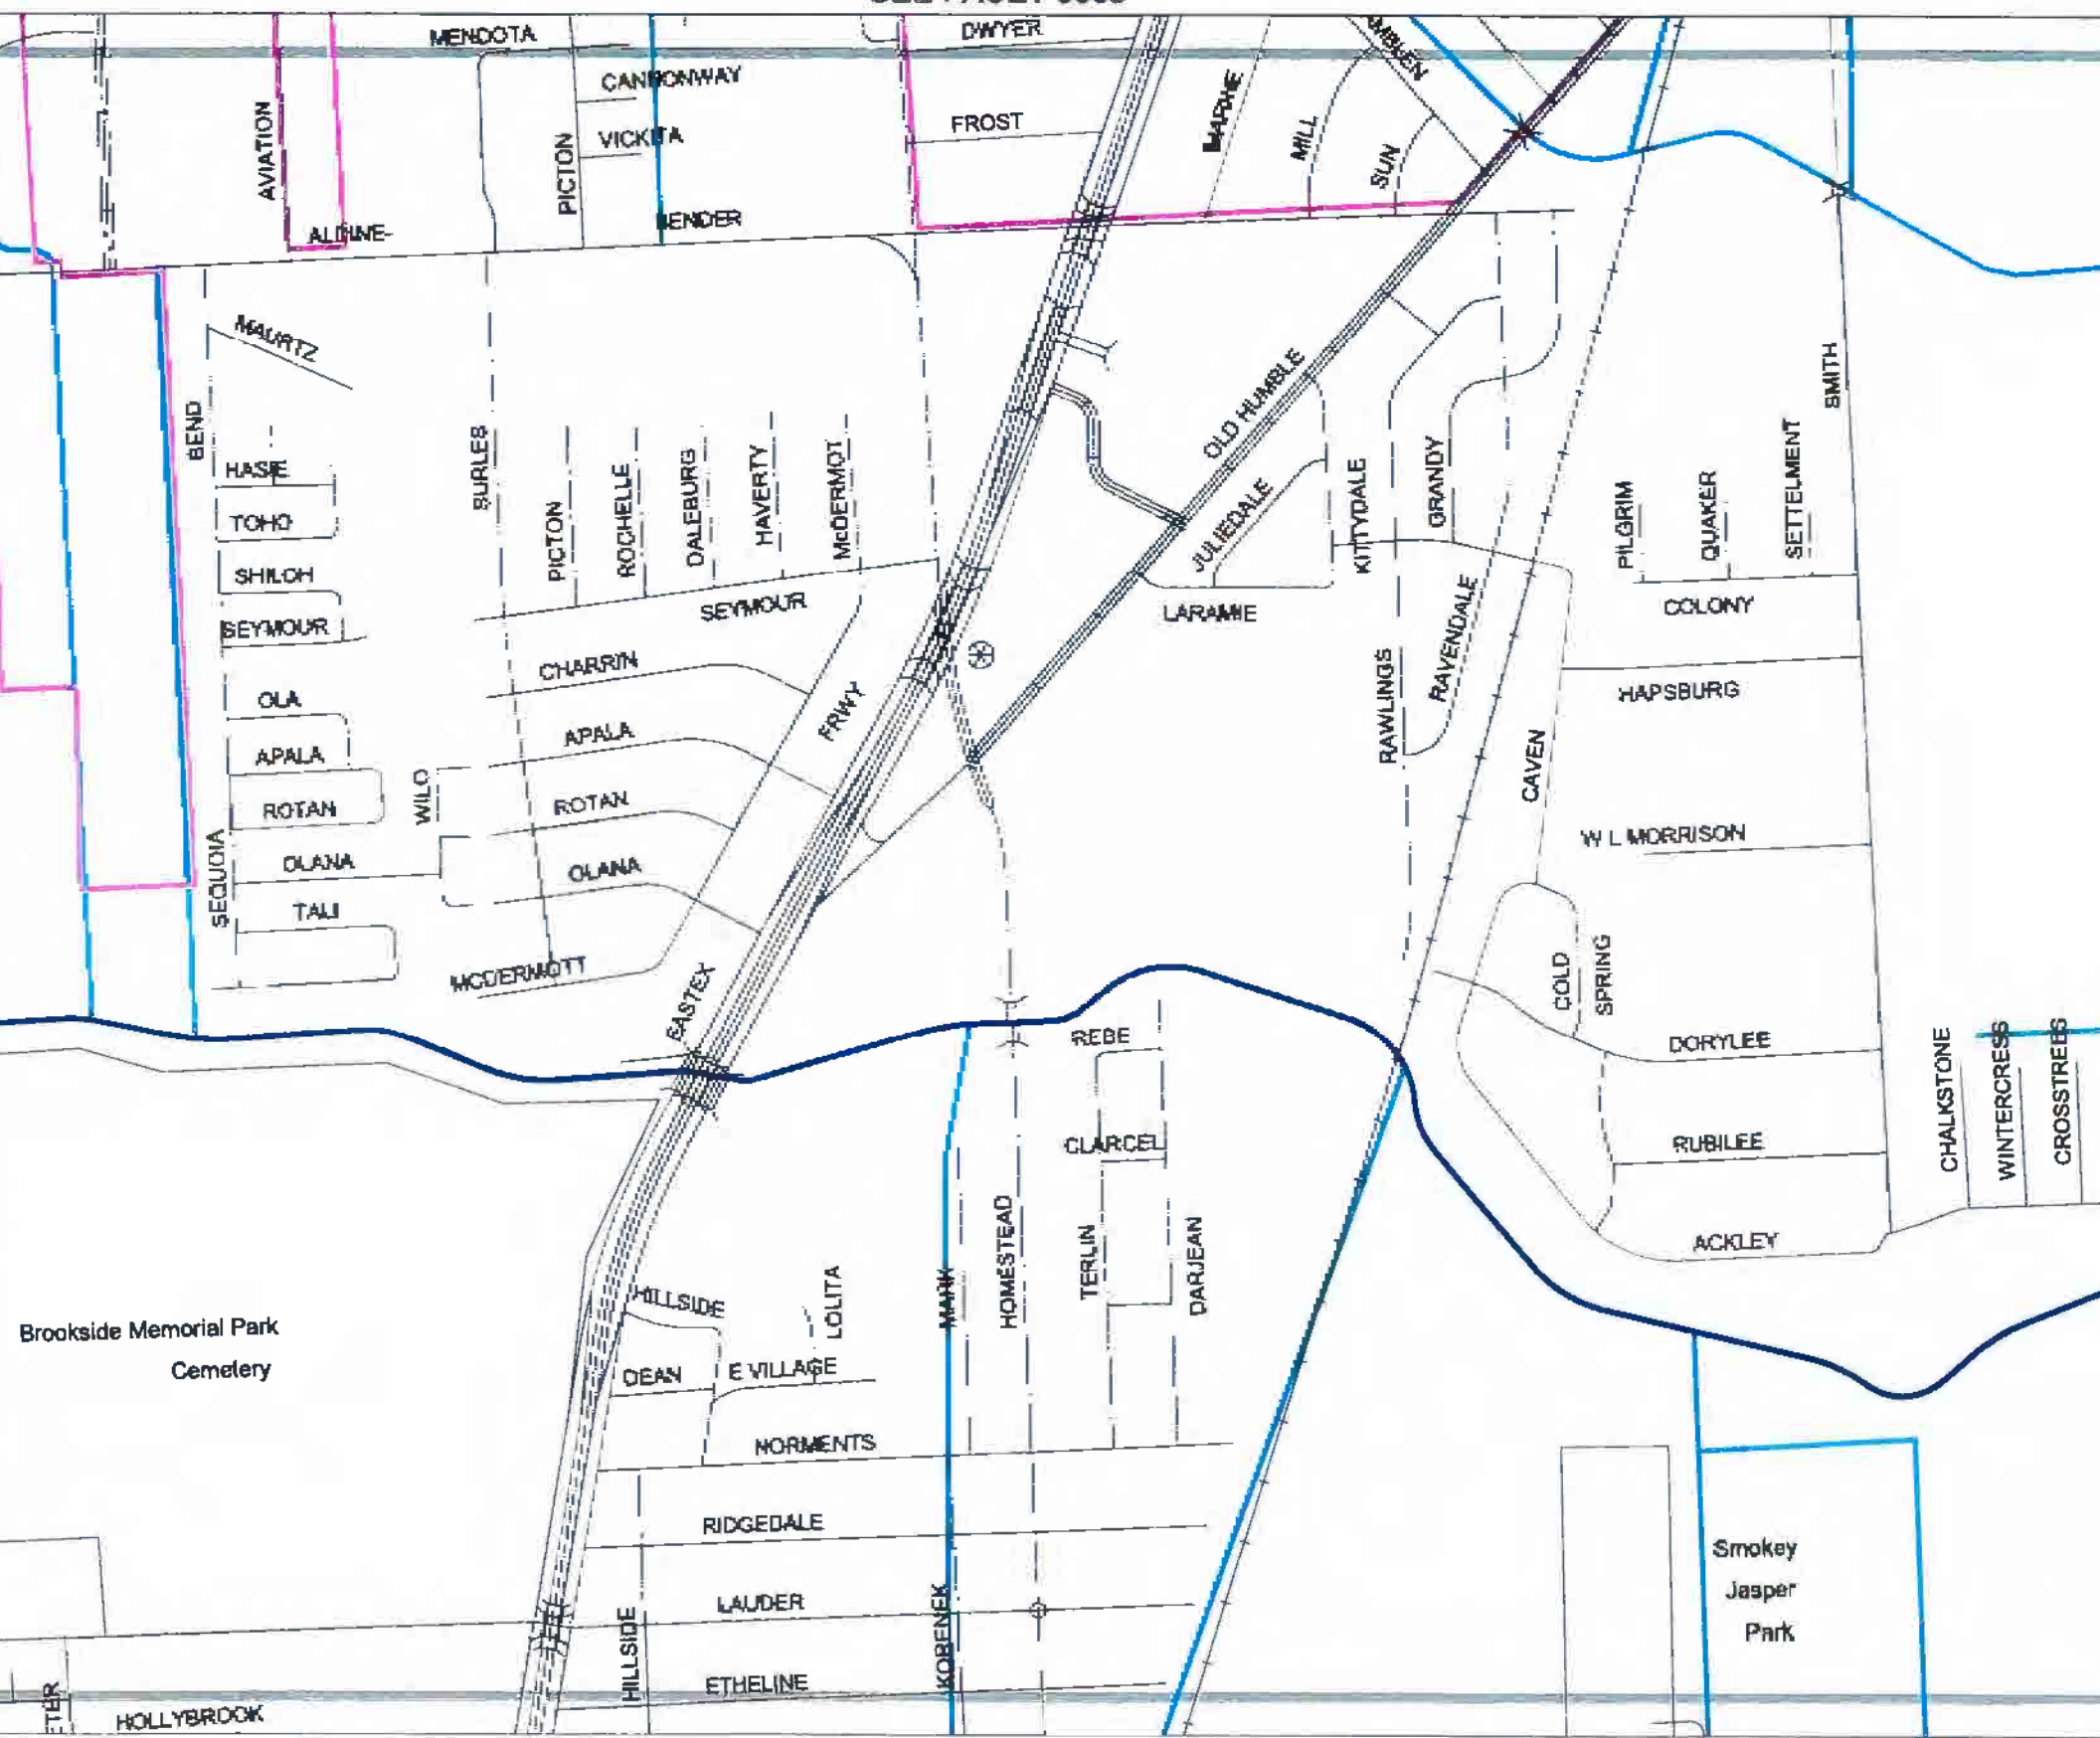 MENDOTA
DWYER
CANNONWAY
VICKITA
PICTON
AVIATION
FROST
MILL
SUN
BENDER
ALDINE-
MAURTZ
BEND
HASIE
TOHO
SHILOH
SEYMOUR
OLA
APALA
ROTAN
OLANA
TALI
SEQUOIA
WILO
BURLES
PICTON
ROCHELLE
DALEBURG
HAVERTY
McDERMOT
SEYMOUR
CHARRIN
APALA
ROTAN
OLANA
MCDERMOTT
FRWY
EASTEX
OLD HUMBLE
JULIEDALE
LARAMIE
KITTYDALE
GRANDY
RAWLINGS
RAVENDALE
SMITH
PILGRIM
QUAKER
SETTELMENT
COLONY
HAPSBURG
CAVEN
W L MORRISON
COLD
SPRING
DORYLEE
RUBILEE
ACKLEY
CHALKSTONE
WINTERCRESS
CROSSTREES
REBE
CLARCEL
TERLIN
DARJEAN
HOMESTEAD
MARK
HILLSIDE
LOLITA
DEAN
E VILLAGE
NORMENTS
RIDGEDALE
LAUDER
HILLSIDE
KOBENEK
ETHELINE
HOLLYBROOK
Brookside Memorial Park
Cemetery
Smokey
Jasper
Park